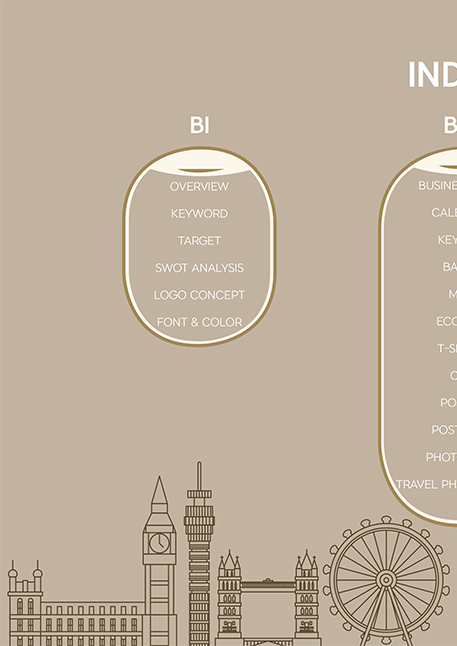 IND
BI
OVERVIEW
KEYWORD
TARGET
SWOT ANALYSIS
LOGO CONCEPT
FONT & COLOR
B
BUSINE
CALE
KEY
BA
M
ECO
T-S
C
PO
POST
PHOT
TRAVEL PH